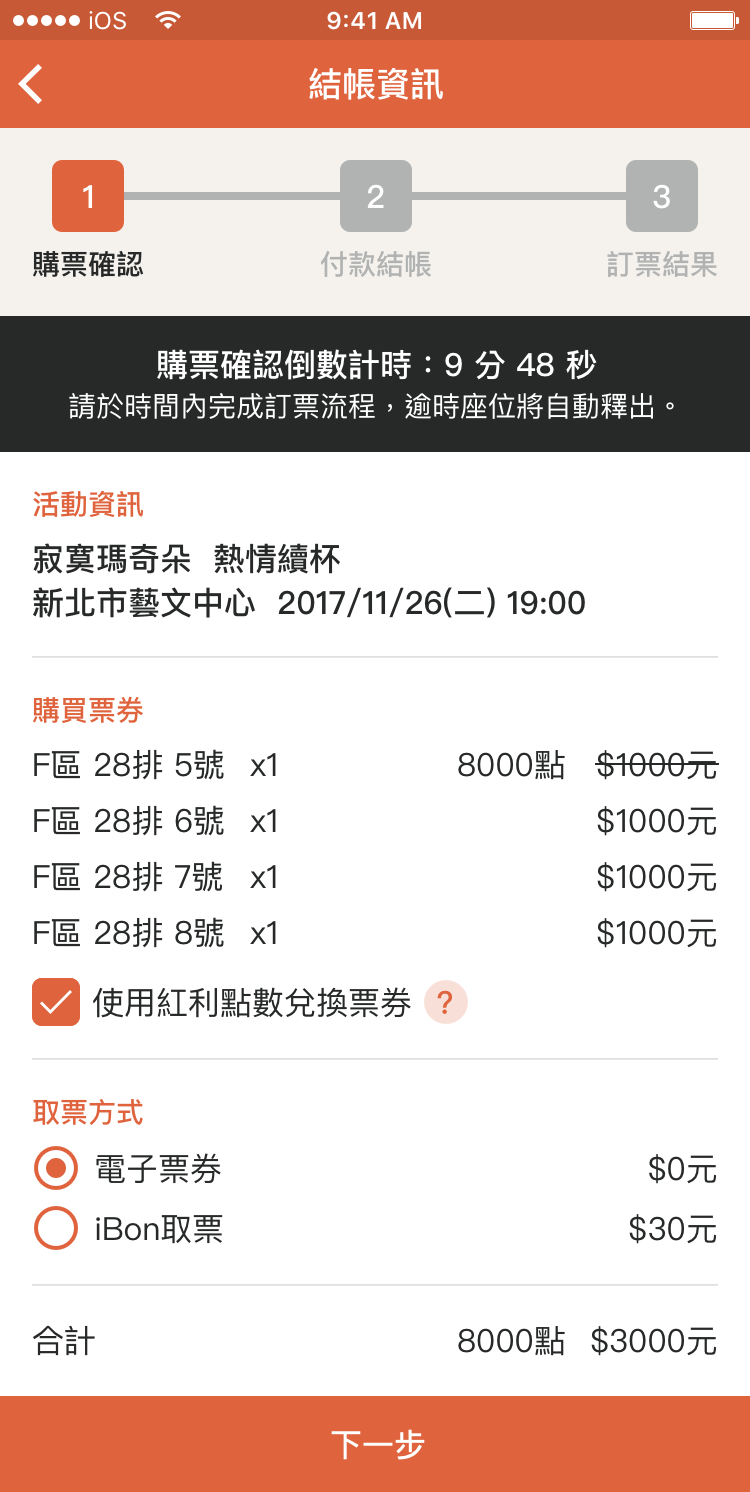 iOS 9:41 AM
結帳資訊
1 2 3
購票確認 付款結帳 訂票結果
購票確認倒數計時：9 分 48 秒
請於時間內完成訂票流程，逾時座位將自動釋出。
活動資訊
寂寞瑪奇朵 熱情續杯
新北市藝文中心 2017/11/26(二) 19:00
購買票券
F區 28排 5號 x1 8000點 $1000元
F區 28排 6號 x1 $1000元
F區 28排 7號 x1 $1000元
F區 28排 8號 x1 $1000元
使用紅利點數兌換票券 ?
取票方式
電子票券 $0元
iBon取票 $30元
合計 8000點 $3000元
下一步